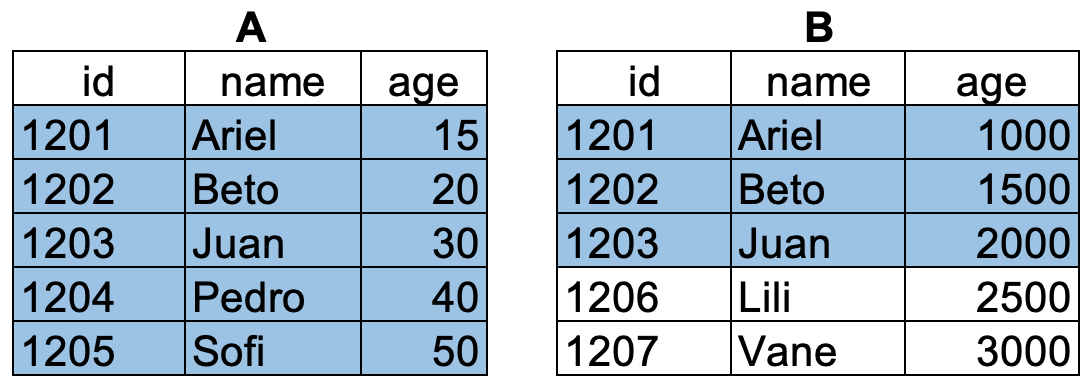 A B
id name age id name age
1201 Ariel 15 1201 Ariel 1000
1202 Beto 20 1202 Beto 1500
1203 Juan 30 1203 Juan 2000
1204 Pedro 40 1206 Lili 2500
1205 Sofi 50 1207 Vane 3000